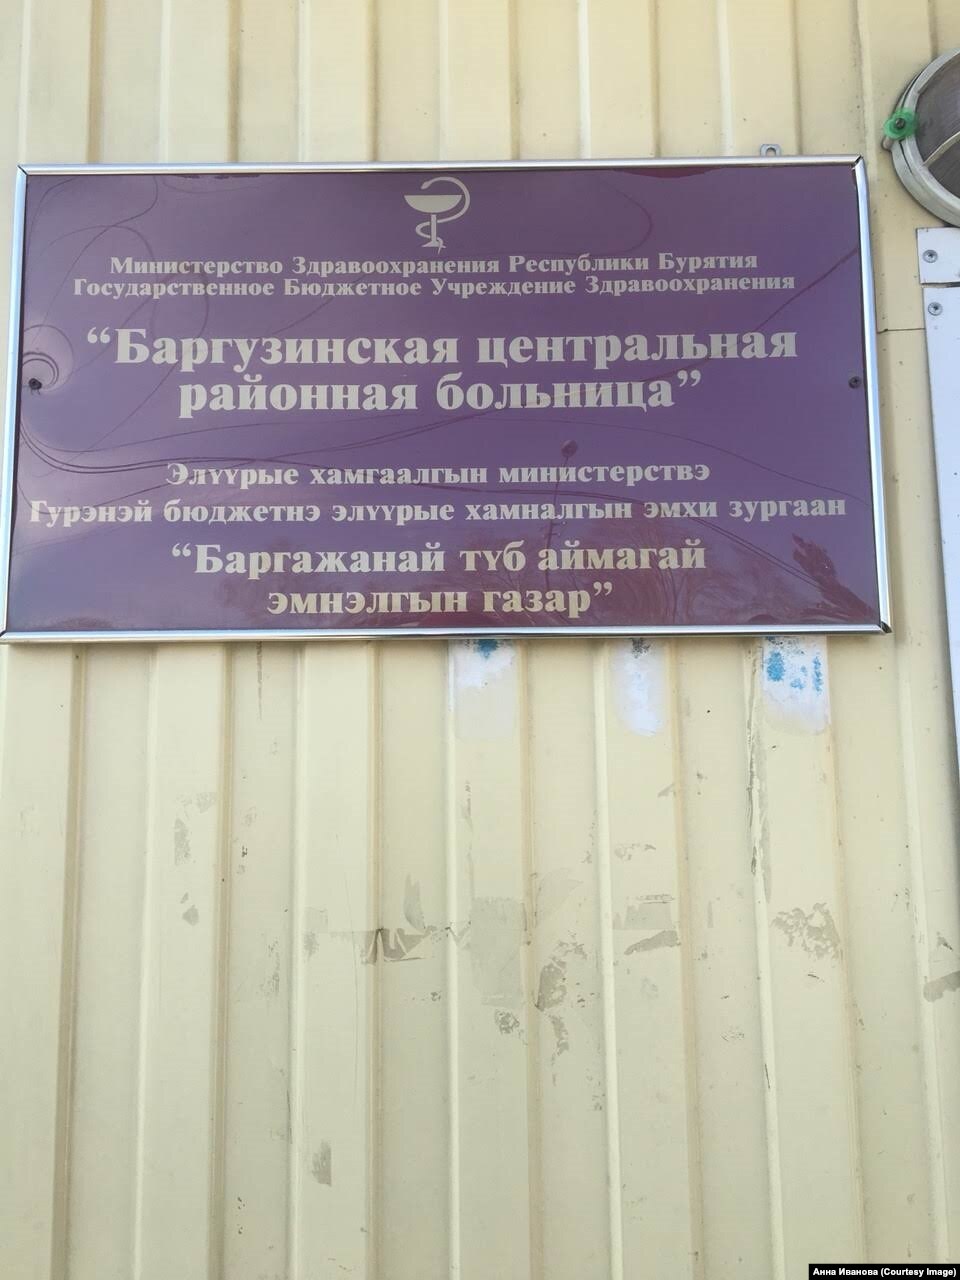 Министерство Здравоохранения Республики Бурятия
Государственное Бюджетное Учреждение Здравоохранения
“Баргузинская центральная
районная больница”
Элүүрые хамгаалгын министерствэ
Гүрэнэй бюджетнэ элүүрые хамналгын эмхи зургаан
“Баргажанай түб аймагай
эмнэлгын газар”
Анна Иванова (Courtesy Image)